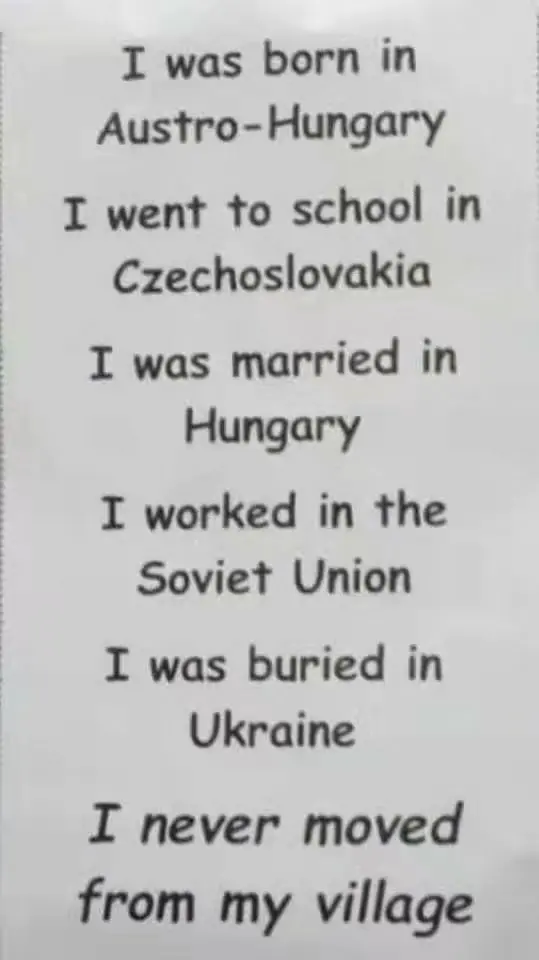 I was born in
Austro-Hungary
I went to school in
Czechoslovakia
I was married in
Hungary
I worked in the
Soviet Union
I was buried in
Ukraine
I never moved
from my village